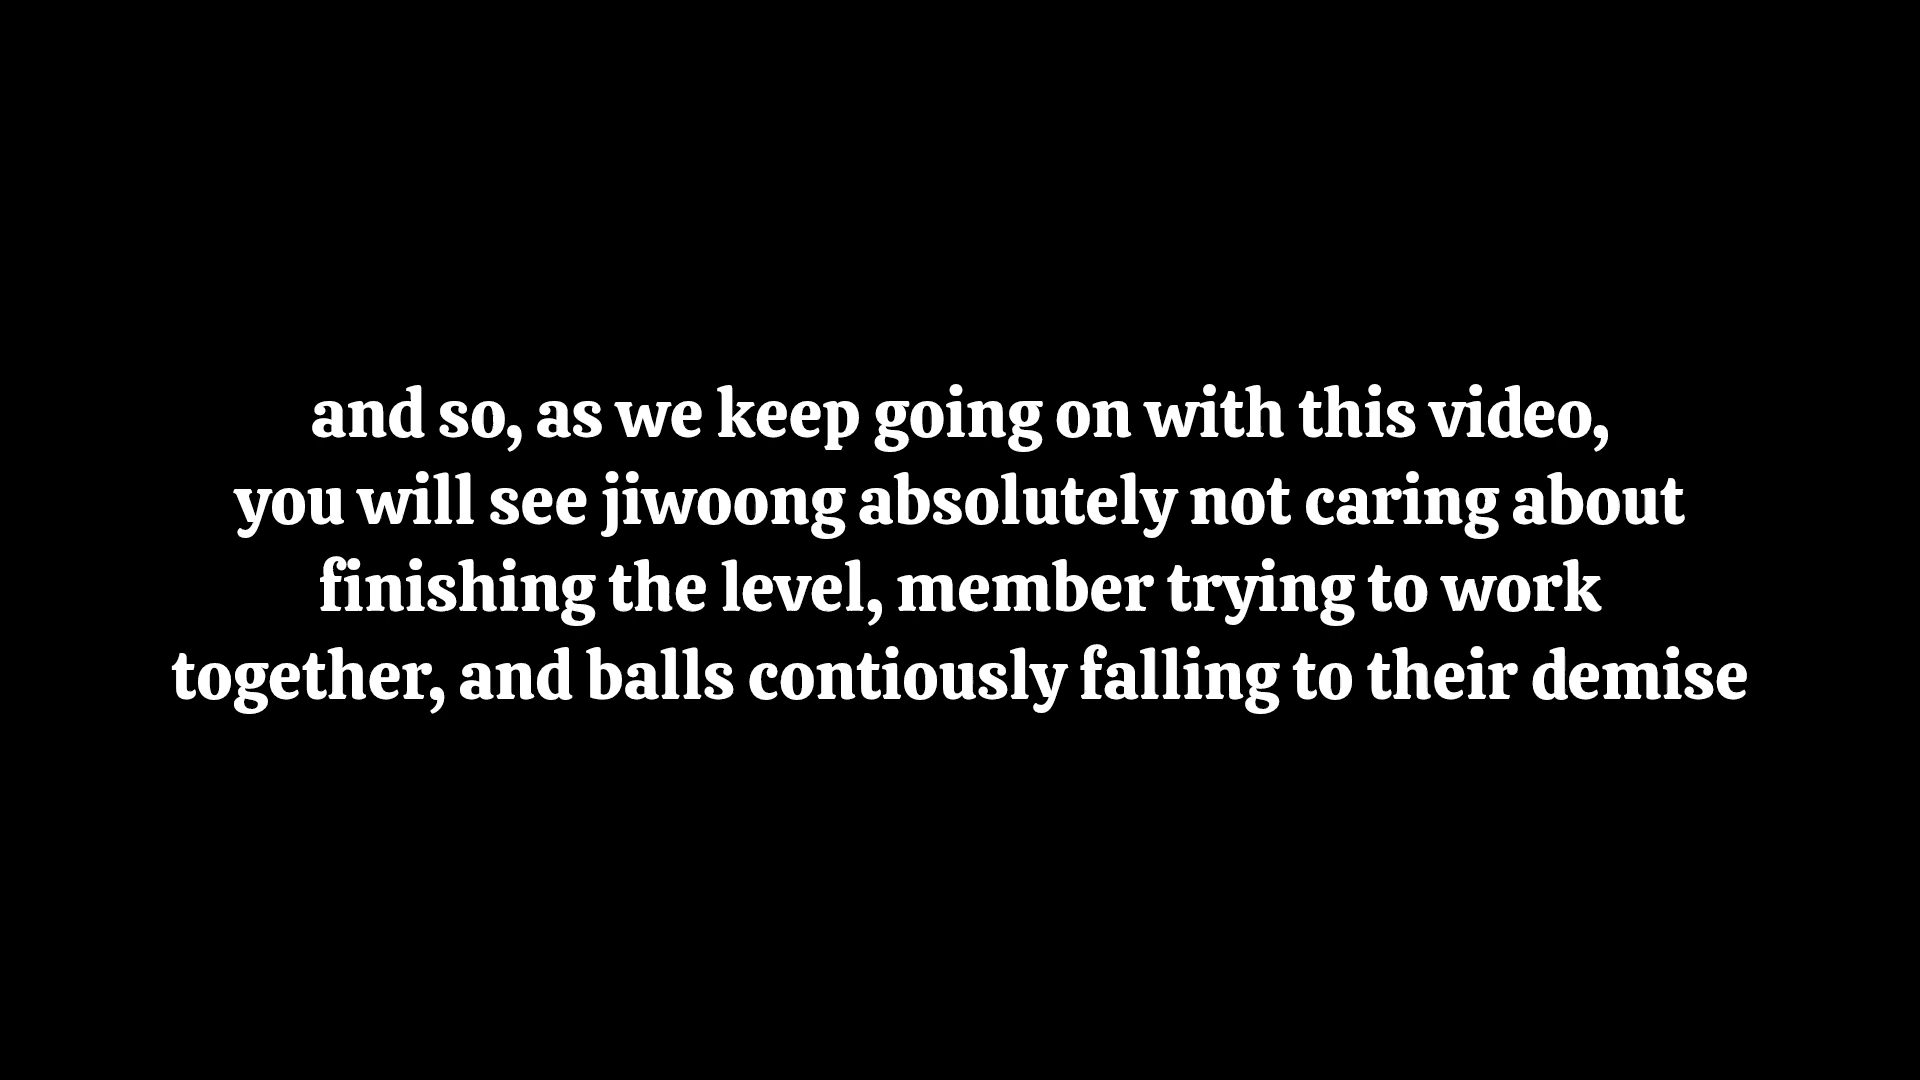 and so, as we keep going on with this video,
you will see jiwoong absolutely not caring about
finishing the level, member trying to work
together, and balls contiously falling to their demise